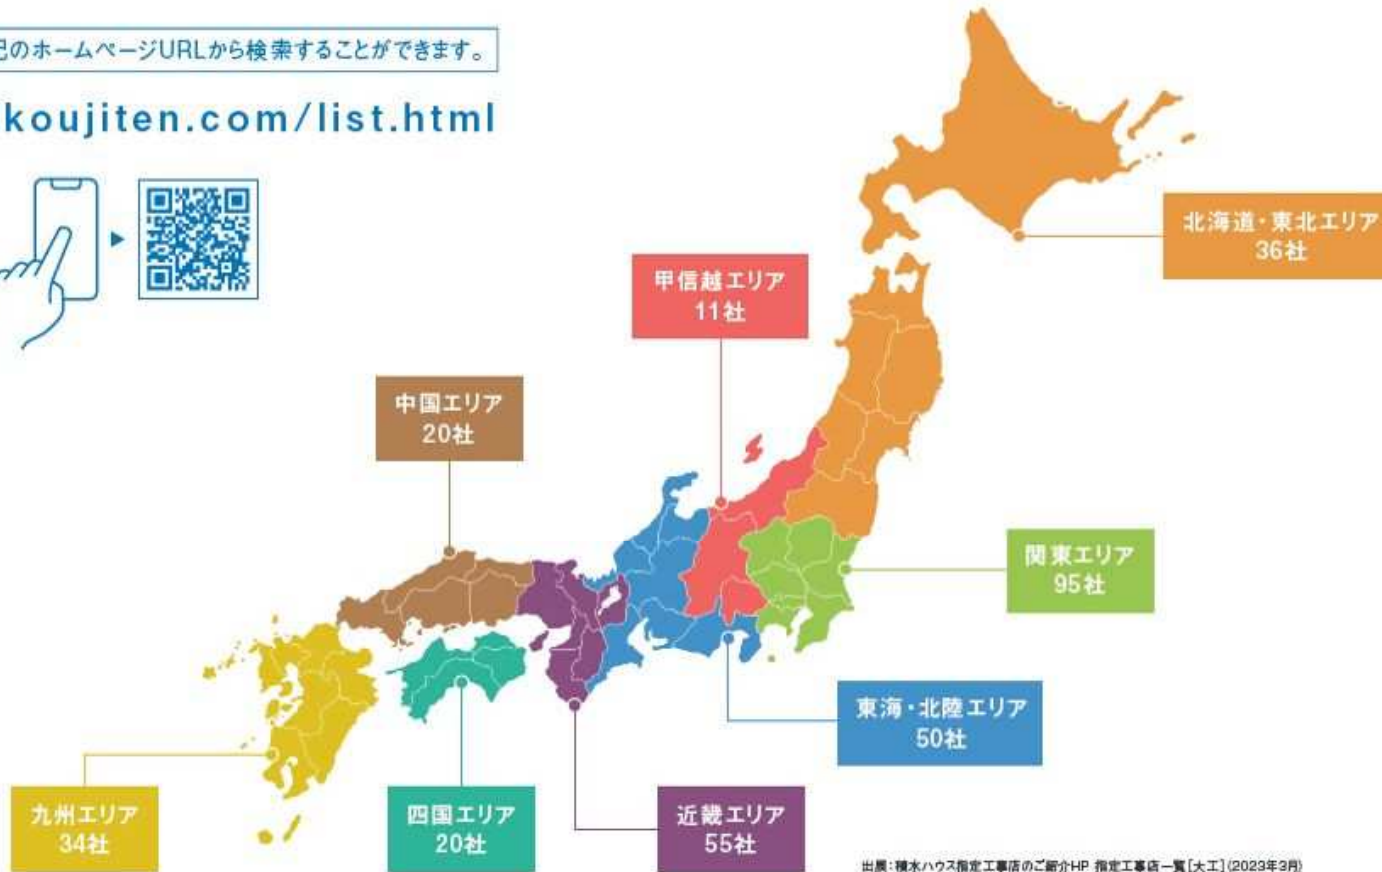 記のホームページURLから検索することができます。
koujiten.com/list.html
北海道・東北エリア
36社
甲信越エリア
11社
中国エリア
20社
関東エリア
95社
東海・北陸エリア
50社
九州エリア
34社
四国エリア
20社
近畿エリア
55社
出展：積水ハウス指定工事店のご紹介HP 指定工事店一覧［大工］（2023年3月）